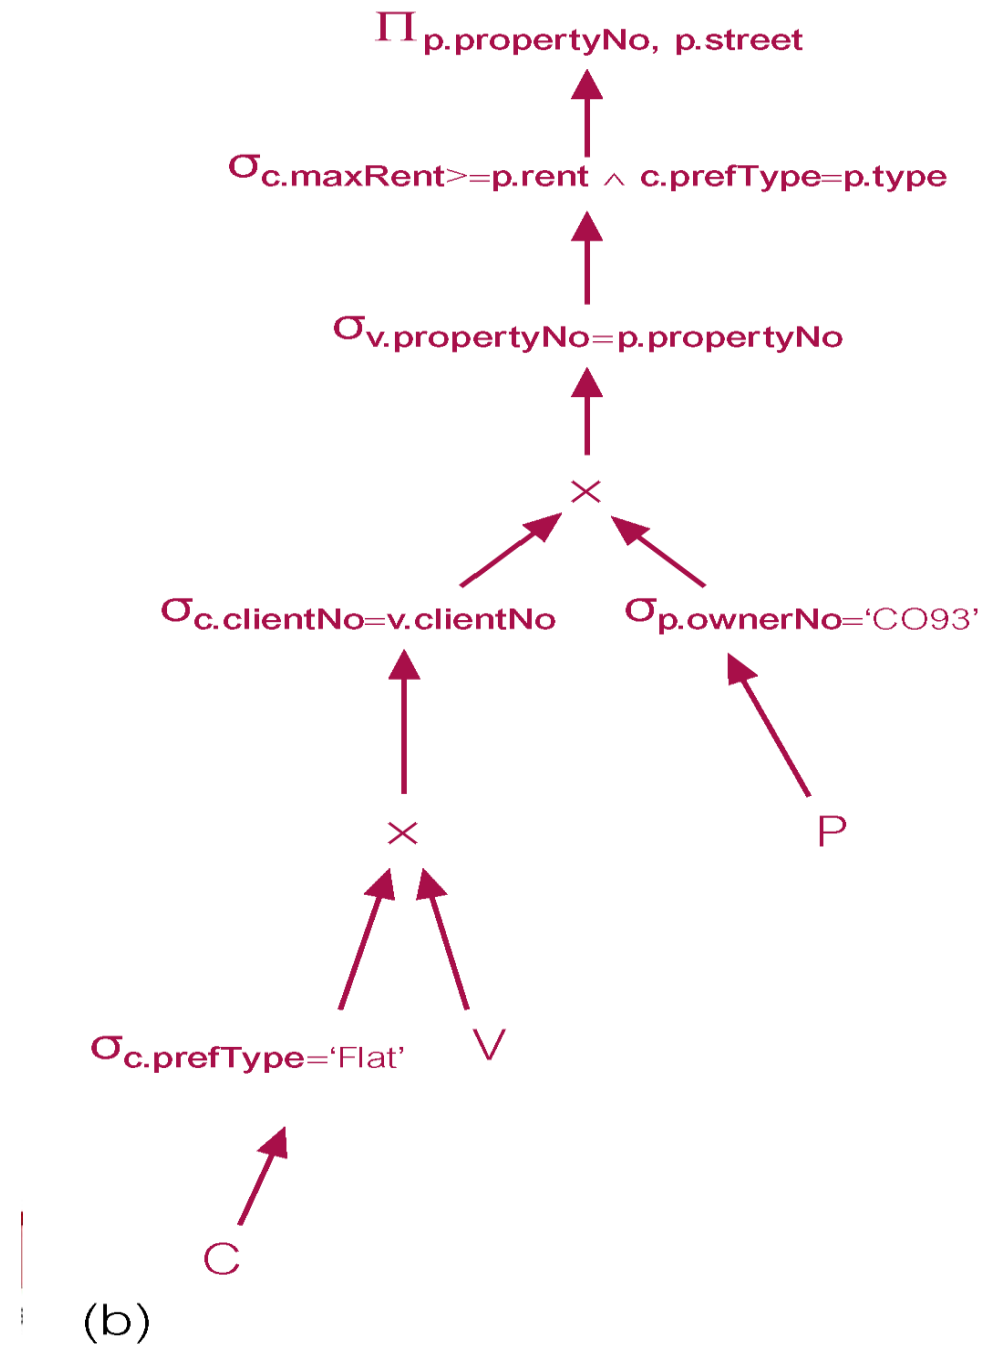 Π p.propertyNo, p.street
σc.maxRent>=p.rent ∧ c.prefType=p.type
σv.propertyNo=p.propertyNo
×
σc.clientNo=v.clientNo σp.ownerNo=‘CO93’
×
P
σc.prefType=‘Flat’ V
C
(b)